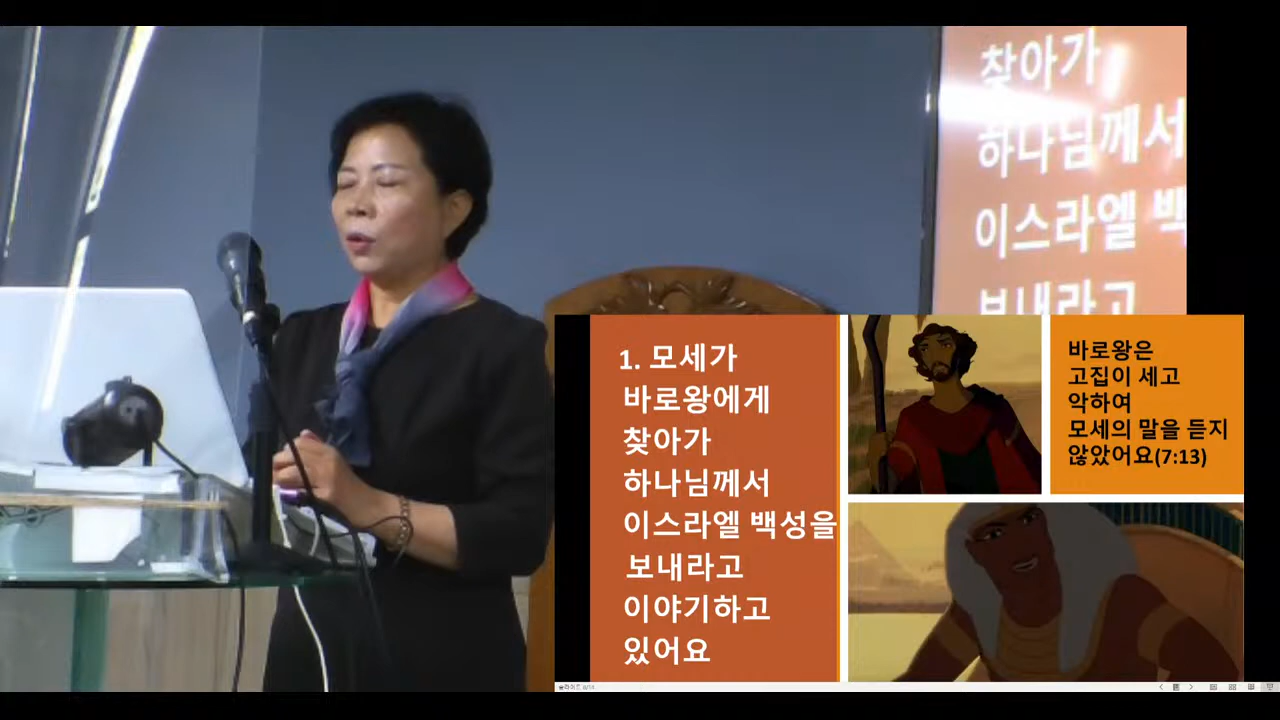 찾아가
하나님께서
이스라엘 백
보내라고
1. 모세가
바로왕에게
찾아가
하나님께서
이스라엘 백성을
보내라고
이야기하고
있어요
바로왕은
고집이 세고
악하여
모세의 말을 듣지
않았어요(7:13)